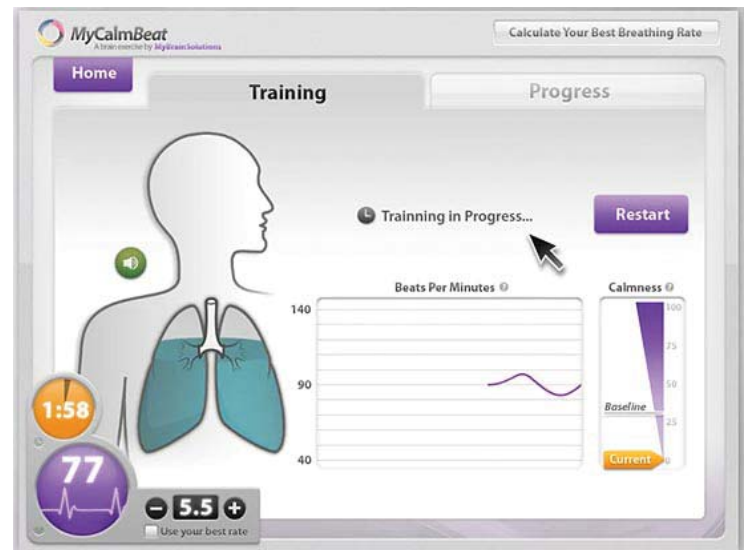 MyCalmBeat
A brain exercise by MyBrainSolutions
Calculate Your Best Breathing Rate
Home
Training
Progress
Trainning in Progress...
Restart
Beats Per Minutes
Calmness
140
90
40
100
75
50
Baseline
25
Current
0
1:58
77
5.5
Use your best rate